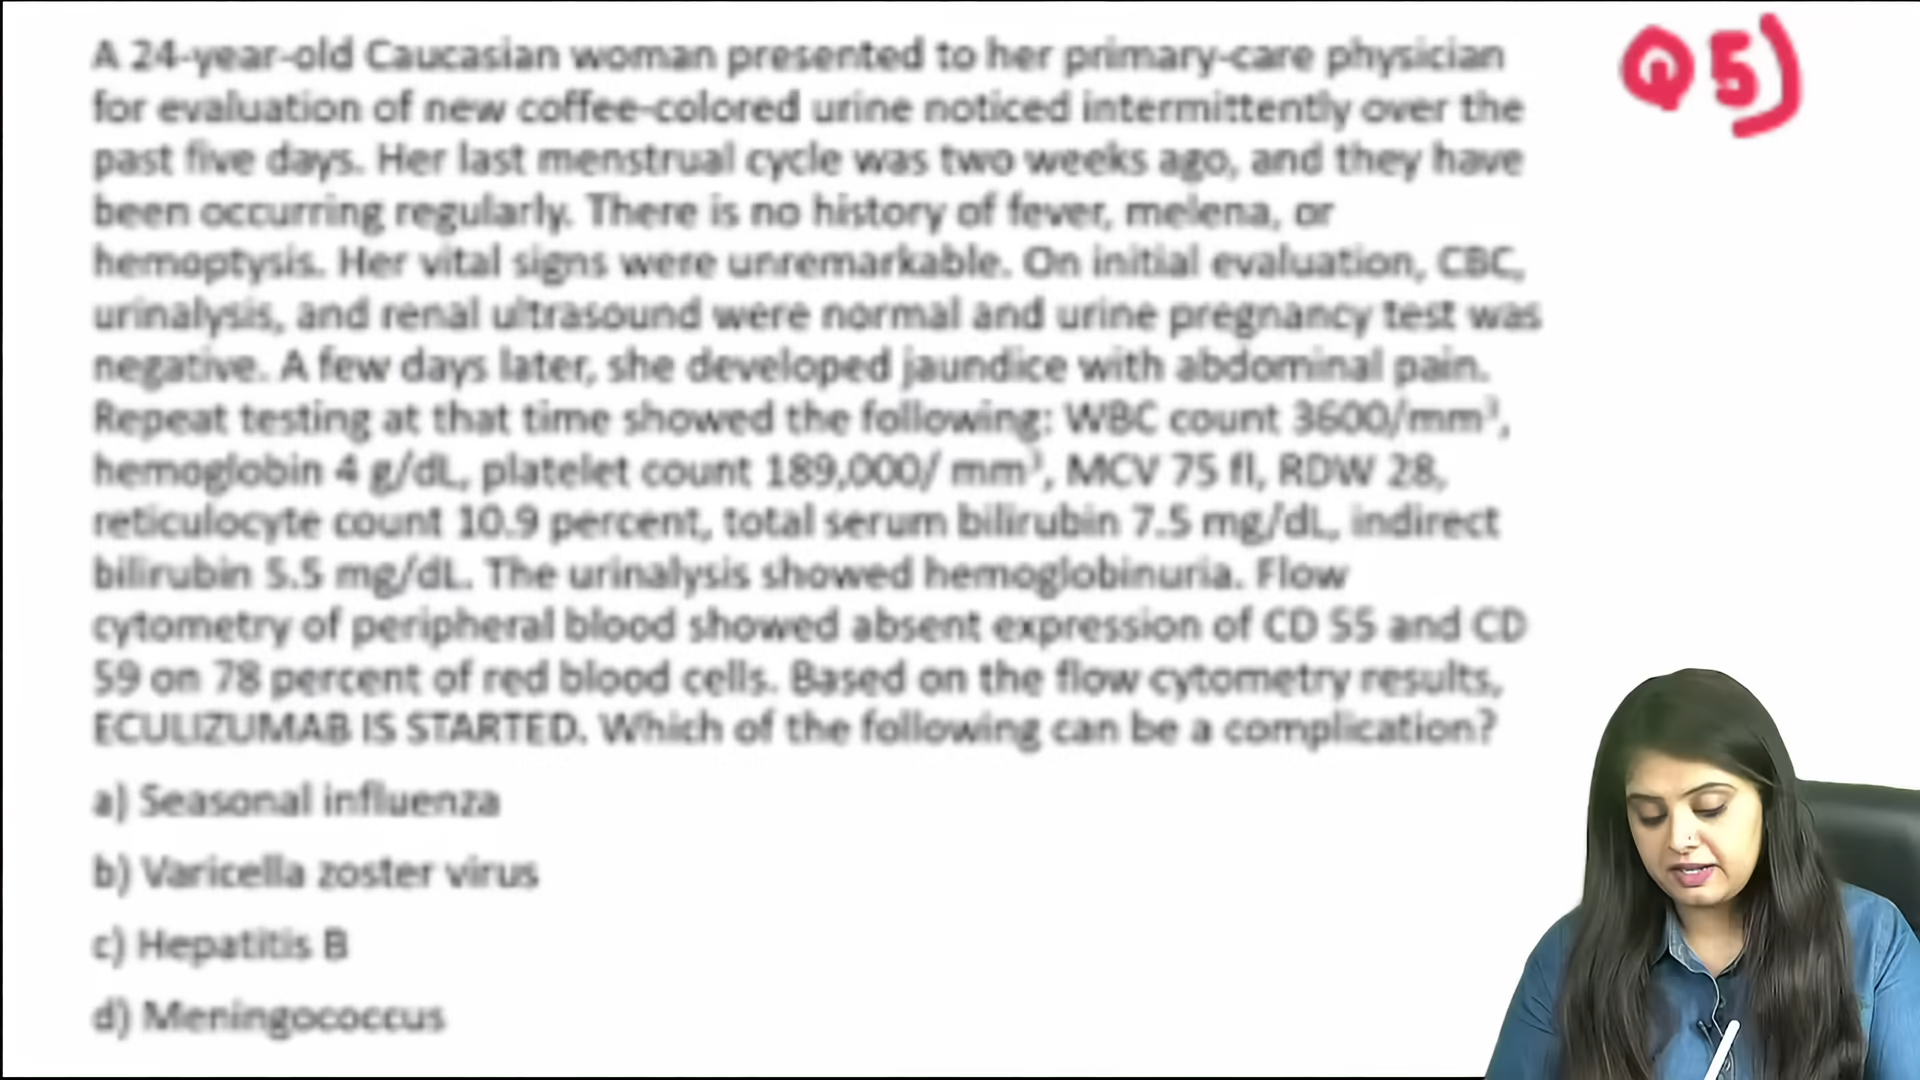 Q5)
A 24-year-old Caucasian woman presented to her primary-care physician
for evaluation of new coffee-colored urine noticed intermittently over the
past five days. Her last menstrual cycle was two weeks ago, and they have
been occurring regularly. There is no history of fever, melena, or
hemoptysis. Her vital signs were unremarkable. On initial evaluation, CBC,
urinalysis, and renal ultrasound were normal and urine pregnancy test was
negative. A few days later, she developed jaundice with abdominal pain.
Repeat testing at that time showed the following: WBC count 3600/mm³,
hemoglobin 4 g/dL, platelet count 189,000/ mm³, MCV 75 fl, RDW 28,
reticulocyte count 10.9 percent, total serum bilirubin 7.5 mg/dL, indirect
bilirubin 5.5 mg/dL. The urinalysis showed hemoglobinuria. Flow
cytometry of peripheral blood showed absent expression of CD 55 and CD
59 on 78 percent of red blood cells. Based on the flow cytometry results,
ECULIZUMAB IS STARTED. Which of the following can be a complication?
a) Seasonal influenza
b) Varicella zoster virus
c) Hepatitis B
d) Meningococcus